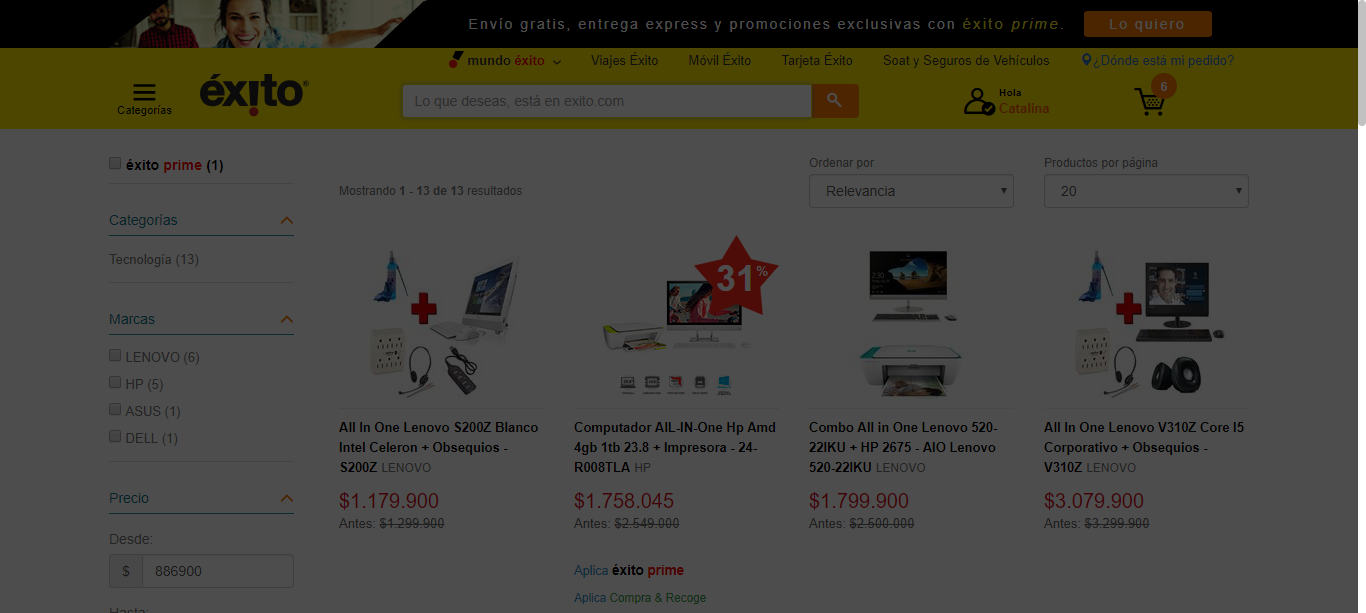 Envío gratis, entrega express y promociones exclusivas con éxito prime.
Lo quiero
mundo éxito
Viajes Éxito
Móvil Éxito
Tarjeta Éxito
Soat y Seguros de Vehículos
¿Dónde está mi pedido?
Categorías
éxito
Lo que deseas, está en exito.com
Hola
Catalina
6
éxito prime (1)
Mostrando 1 - 13 de 13 resultados
Ordenar por
Relevancia
Productos por página
20
Categorías
Tecnología (13)
Marcas
LENOVO (6)
HP (5)
ASUS (1)
DELL (1)
Precio
Desde:
$ 886900
Hasta:
31%
All In One Lenovo S200Z Blanco
Intel Celeron + Obsequios -
S200Z LENOVO
$1.179.900
Antes: $1.299.900
Computador AIL-IN-One Hp Amd
4gb 1tb 23.8 + Impresora - 24-
R008TLA HP
$1.758.045
Antes: $2.549.000
Aplica éxito prime
Aplica Compra & Recoge
Combo All in One Lenovo 520-
22IKU + HP 2675 - AIO Lenovo
520-22IKU LENOVO
$1.799.900
Antes: $2.500.000
All In One Lenovo V310Z Core I5
Corporativo + Obsequios -
V310Z LENOVO
$3.079.900
Antes: $3.299.900